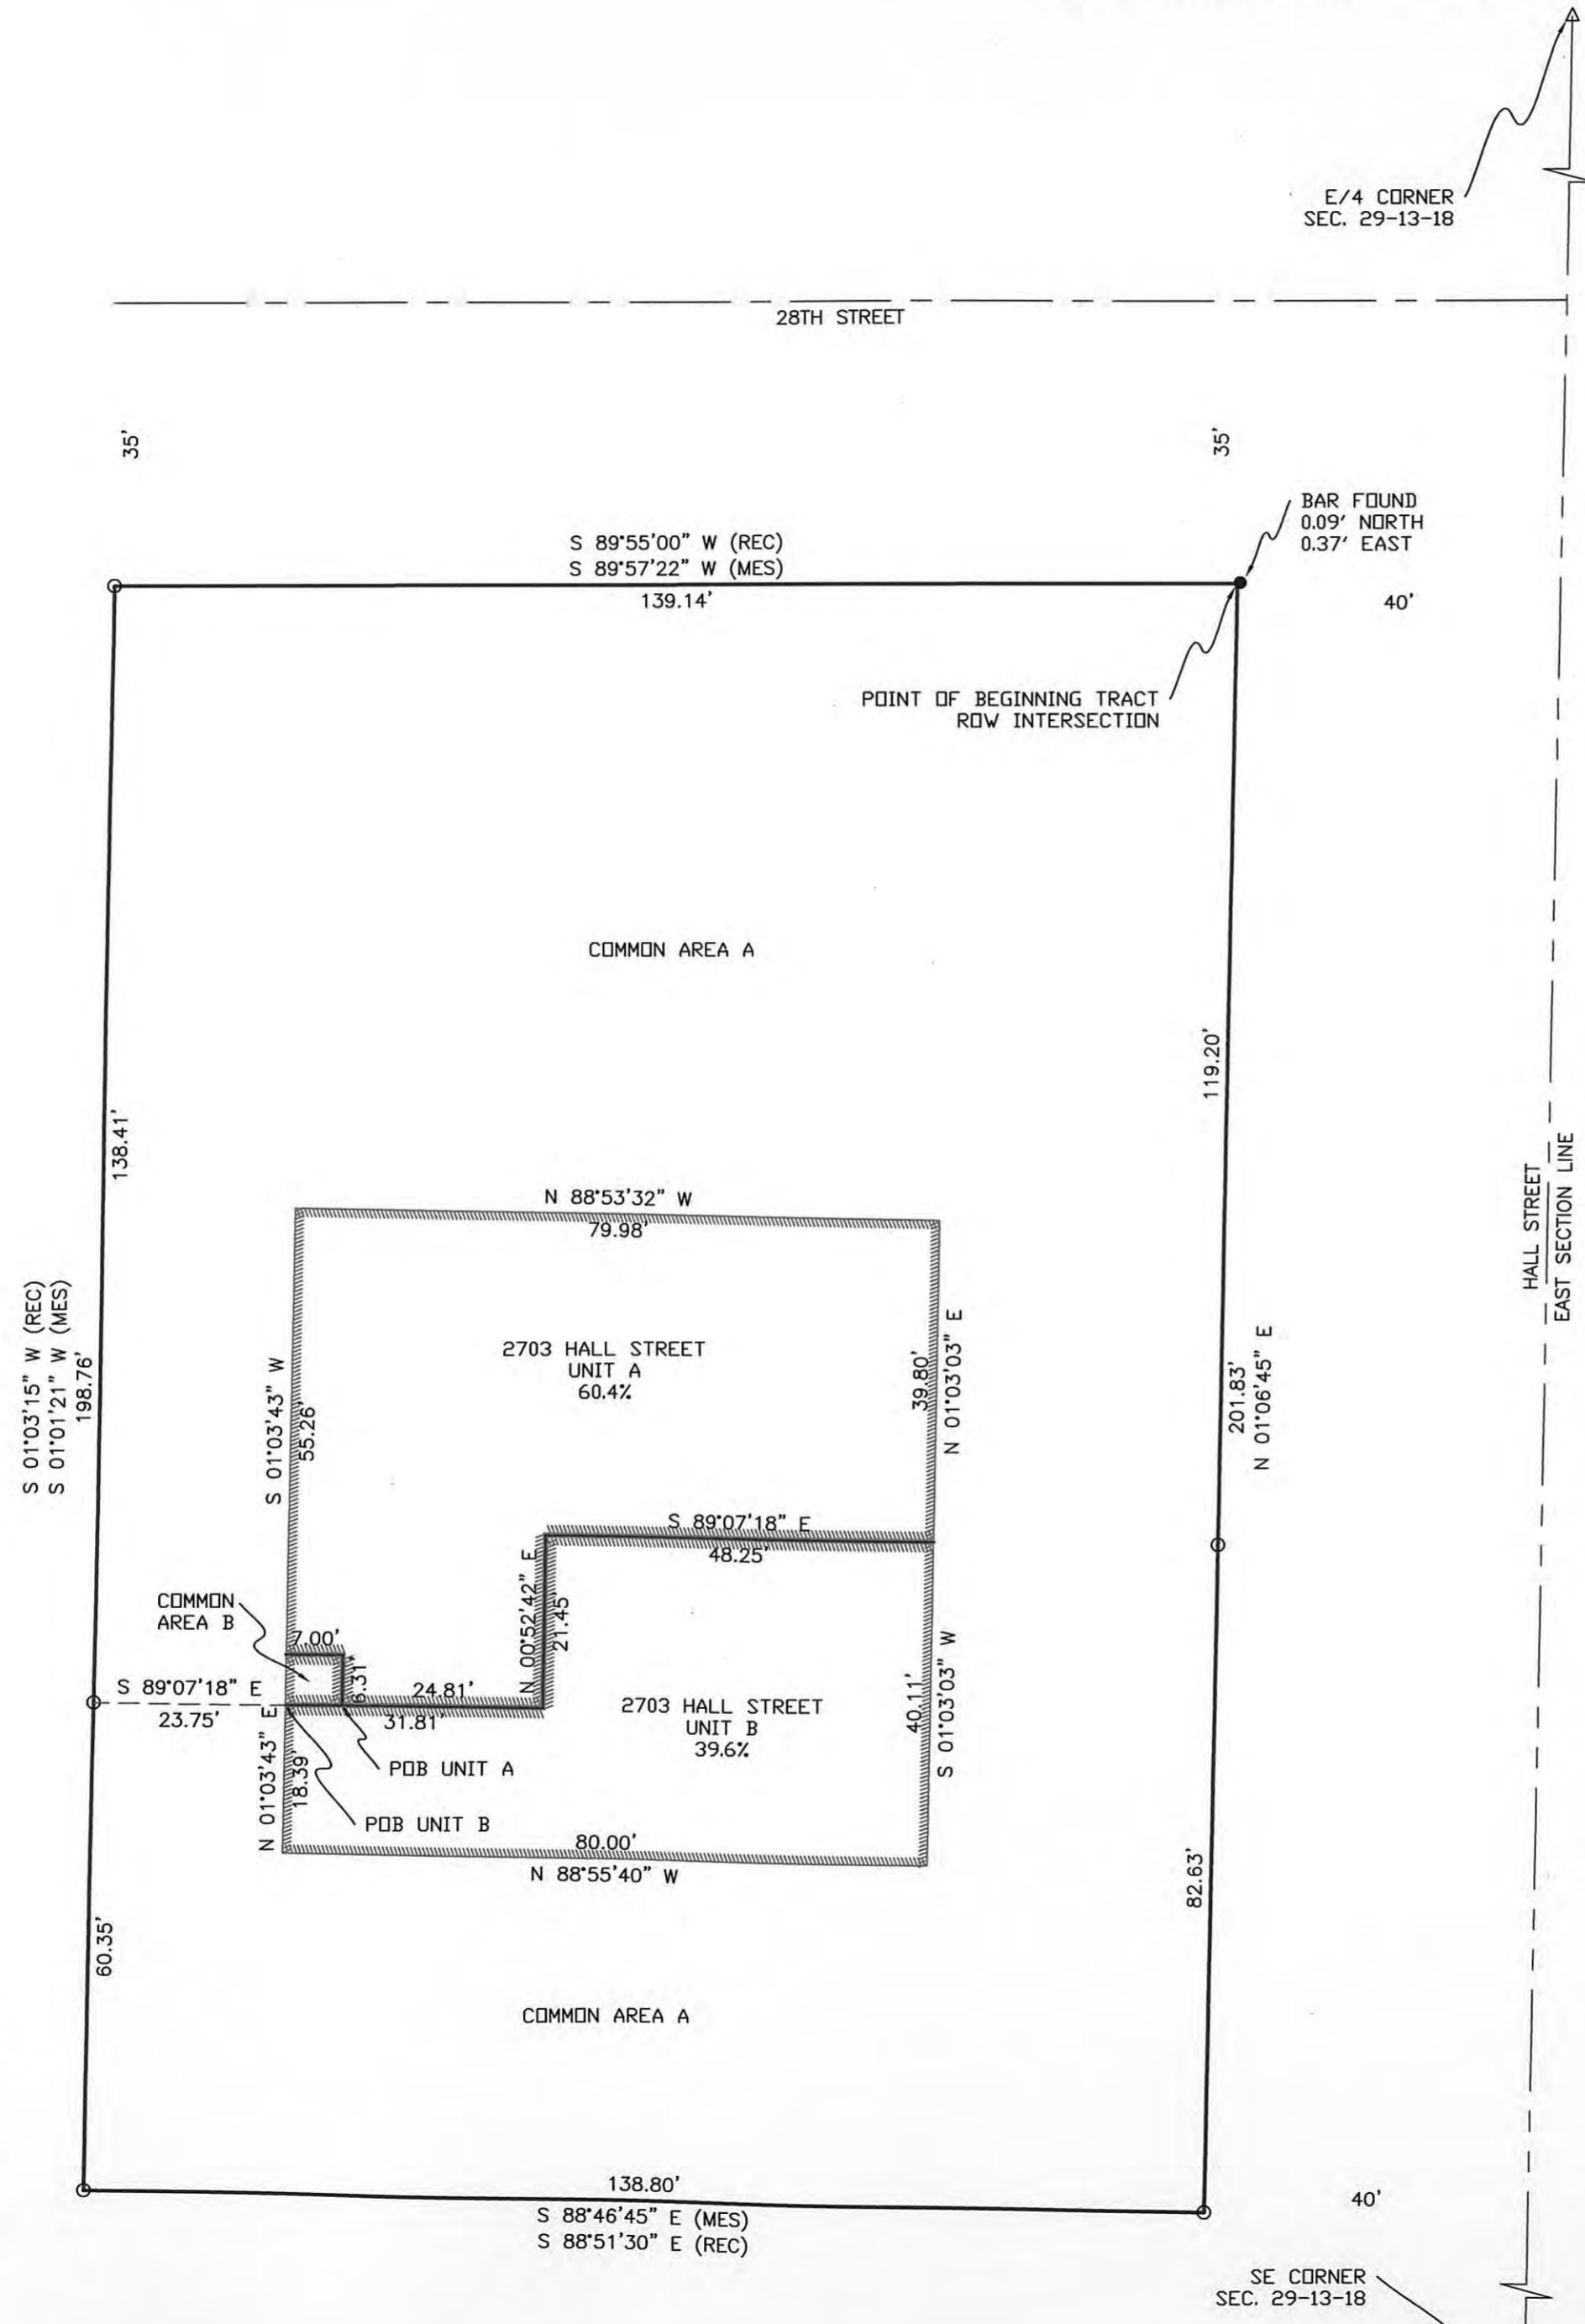 E/4 CORNER
SEC. 29-13-18
28TH STREET
35'
35'
BAR FOUND
0.09' NORTH
0.37' EAST
S 89°55'00" W (REC)
S 89°57'22" W (MES)
139.14'
40'
POINT OF BEGINNING TRACT
ROW INTERSECTION
COMMON AREA A
119.20'
138.41'
HALL STREET
EAST SECTION LINE
N 88°53'32" W
79.98'
S 01°03'15" W (REC)
S 01°01'21" W (MES)
198.76'
S 01°03'43" W
55.26'
2703 HALL STREET
UNIT A
60.4%
39.80'
N 01°03'03" E
201.83'
N 01°06'45" E
S 89°07'18" E
48.25'
N 00°52'42" E
21.45'
COMMON
AREA B
7.00'
6.31'
S 89°07'18" E
23.75'
24.81'
31.81'
2703 HALL STREET
UNIT B
39.6%
40.11'
S 01°03'03" W
N 01°03'43" E
18.39'
POB UNIT A
POB UNIT B
80.00'
N 88°55'40" W
82.63'
60.35'
COMMON AREA A
138.80'
S 88°46'45" E (MES)
S 88°51'30" E (REC)
40'
SE CORNER
SEC. 29-13-18